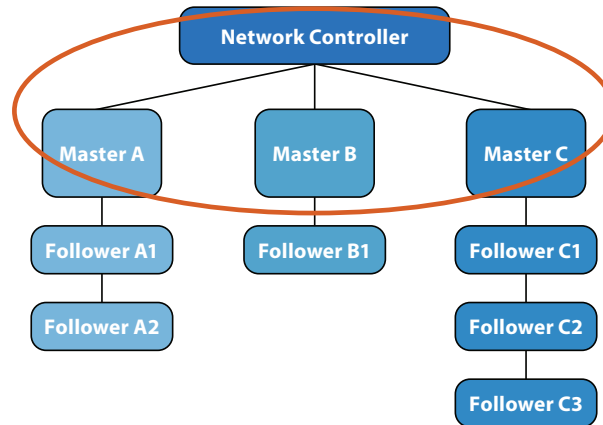 Network Controller
Master A
Master B
Master C
Follower A1
Follower B1
Follower C1
Follower A2
Follower C2
Follower C3